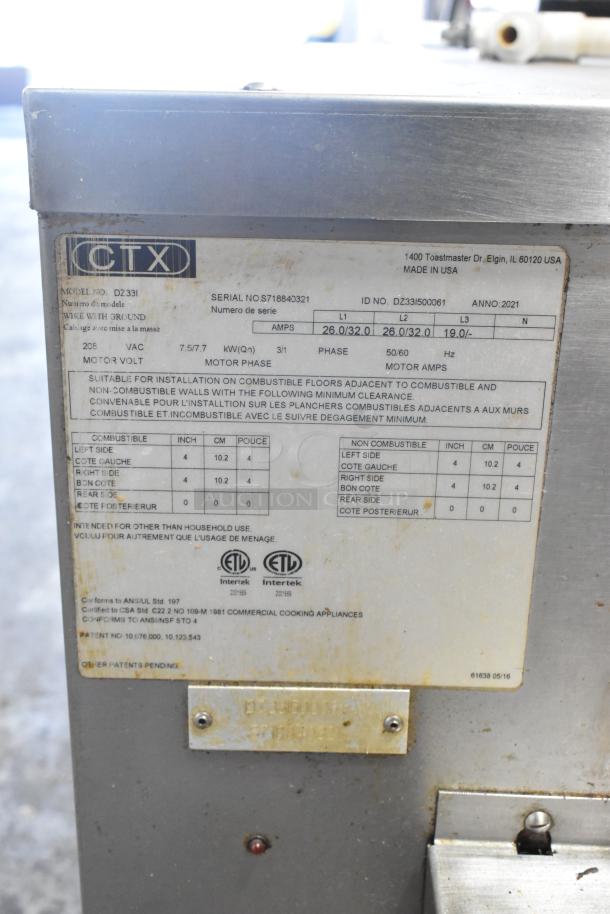 CTX
1400 Toastmaster Dr. Elgin, IL 60120 USA
MADE IN USA
MODEL NO. DZ33I
Numero de modele
SERIAL NO.S718840321
Numero de serie
ID NO. DZ33I500061
ANNO:2021
WIRE WITH GROUND
Cablage avec mise a la masse
L1 L2 L3 N
AMPS 26.0/32.0 26.0/32.0 19.0/-
208 VAC 7.5/7.7 kW(Qn) 3/1 PHASE 50/60 Hz
MOTOR VOLT MOTOR PHASE MOTOR AMPS
SUITABLE FOR INSTALLATION ON COMBUSTIBLE FLOORS ADJACENT TO COMBUSTIBLE AND
NON-COMBUSTIBLE WALLS WITH THE FOLLOWING MINIMUM CLEARANCE.
CONVENABLE POUR L'INSTALLTION SUR LES PLANCHERS COMBUSTIBLES ADJACENTS A AUX MURS
COMBUSTIBLE ET INCOMBUSTIBLE AVEC LE SUIVRE DEGAGEMENT MINIMUM.
COMBUSTIBLE INCH CM POUCE
LEFT SIDE
COTE GAUCHE 4 10.2 4
RIGHT SIDE
BON COTE 4 10.2 4
REAR SIDE
COTE POSTERIERUR 0 0 0
NON COMBUSTIBLE INCH CM POUCE
LEFT SIDE
COTE GAUCHE 4 10.2 4
RIGHT SIDE
BON COTE 4 10.2 4
REAR SIDE
COTE POSTERIERUR 0 0 0
AUCTION GROUP
INTENDED FOR OTHER THAN HOUSEHOLD USE.
VOULU POUR AUTREMENT QUE L'USAGE DE MENAGE.
C ETL US ETL
Intertek Intertek
Conforms to ANSI/UL Std. 197
Certified to CSA Std. C22.2 NO 109-M 1981 COMMERCIAL COOKING APPLIANCES
CONFORMS TO ANSI/NSF STD 4
PATENT NO 10,076,000, 10,123,543
OTHER PATENTS PENDING.
61638 05/16